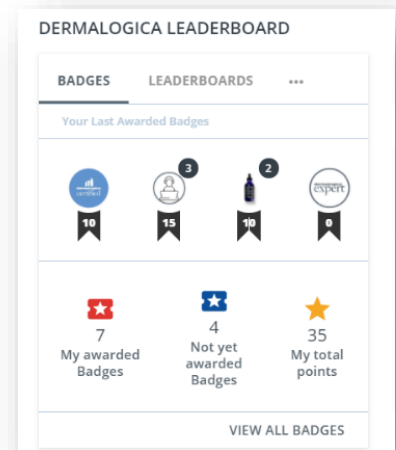 DERMALOGICA LEADERBOARD
BADGES LEADERBOARDS ...
Your Last Awarded Badges
3 2
certified expert
10 15 10 0
7 4 35
My awarded Badges
Not yet awarded Badges
My total points
VIEW ALL BADGES